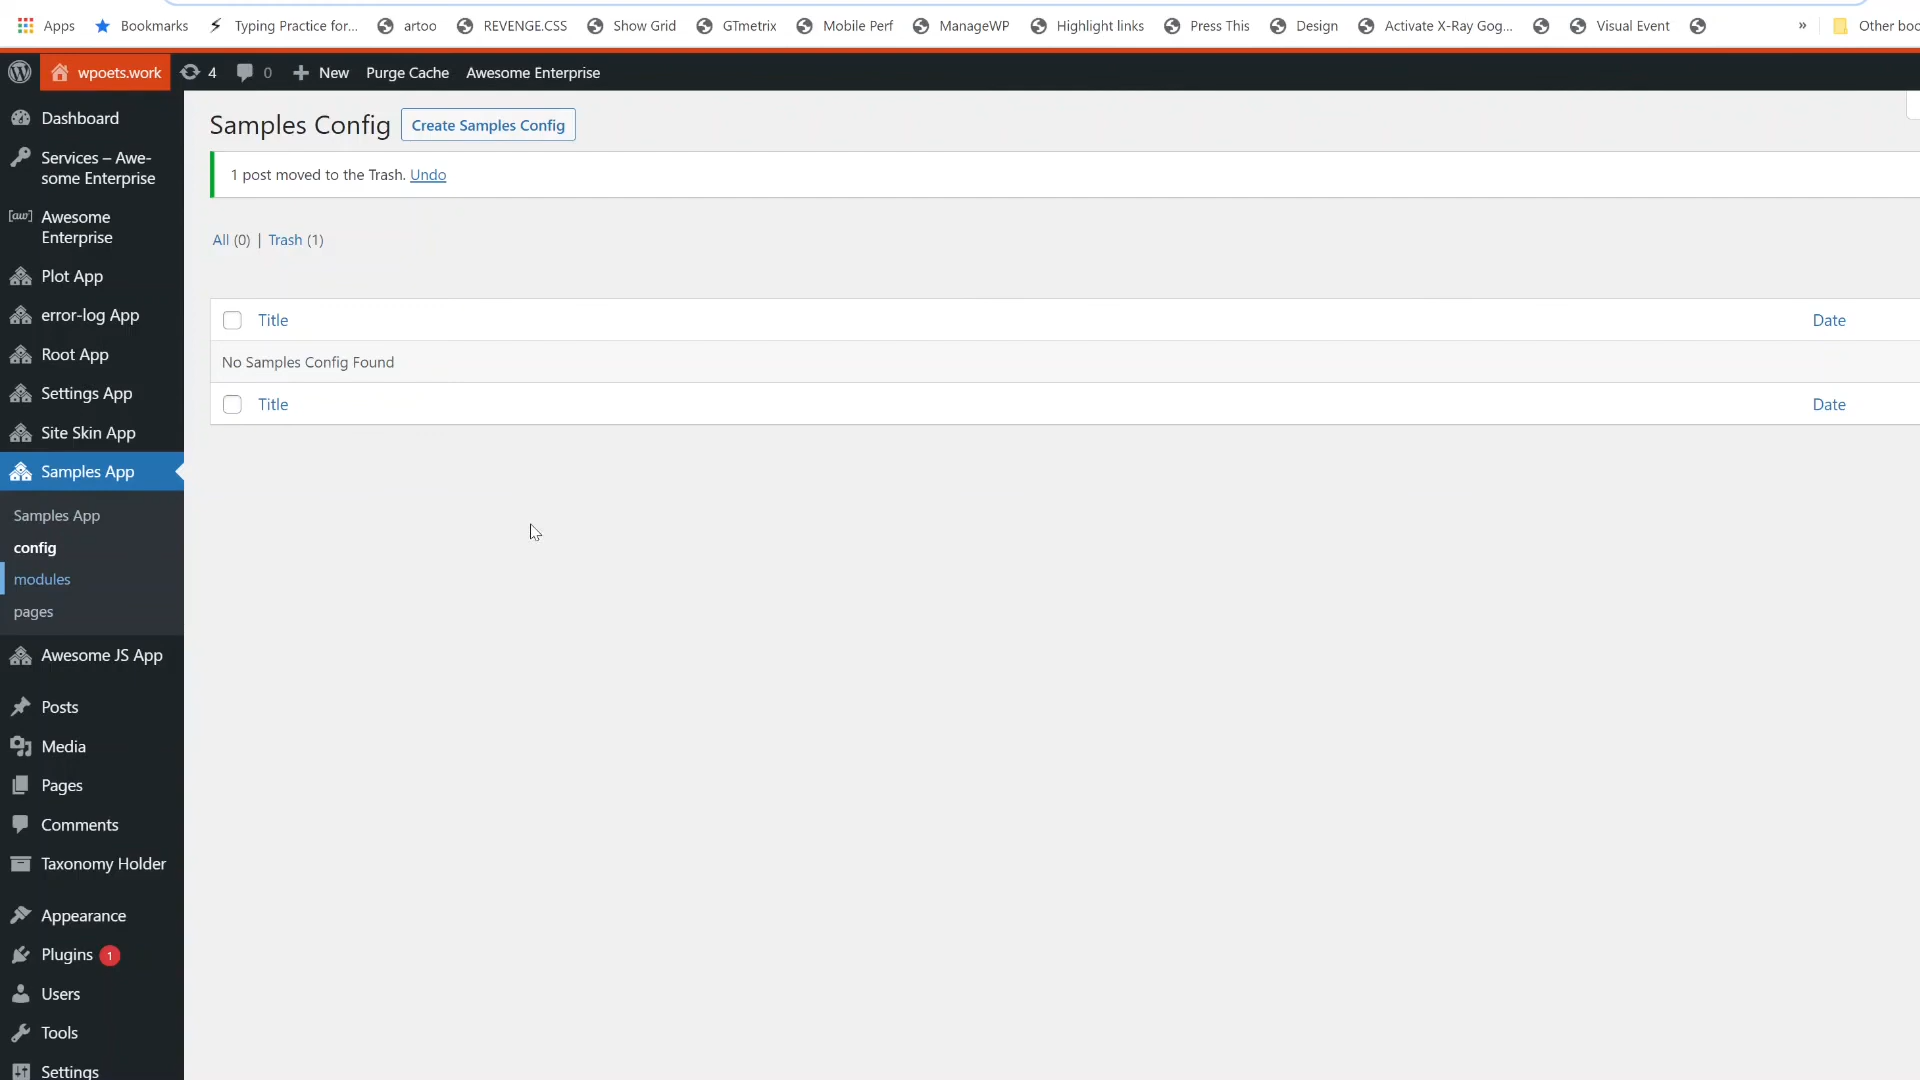 Apps Bookmarks Typing Practice for... artoo REVENGE.CSS Show Grid GTmetrix Mobile Perf ManageWP Highlight links Press This Design Activate X-Ray Gog... Visual Event » Other boo
wpoets.work 4 0 New Purge Cache Awesome Enterprise
Dashboard
Services – Awe-
some Enterprise
[aw] Awesome
Enterprise
Plot App
error-log App
Root App
Settings App
Site Skin App
Samples App
Samples App
config
modules
pages
Awesome JS App
Posts
Media
Pages
Comments
Taxonomy Holder
Appearance
Plugins 1
Users
Tools
Settings
Samples Config Create Samples Config
1 post moved to the Trash. Undo
All (0) | Trash (1)
Title Date
No Samples Config Found
Title Date